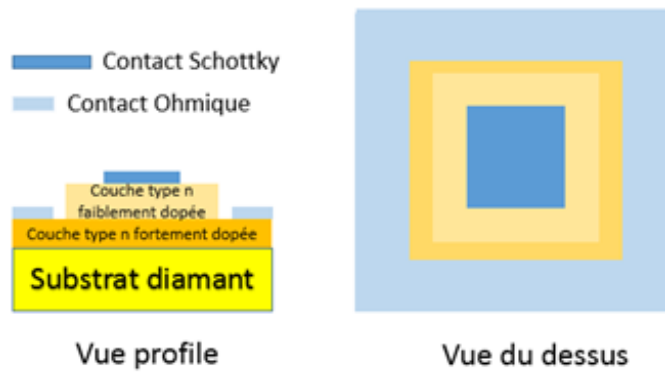 Contact Schottky
Contact Ohmique
Couche type n
faiblement dopée
Couche type n fortement dopée
Substrat diamant
Vue profile
Vue du dessus